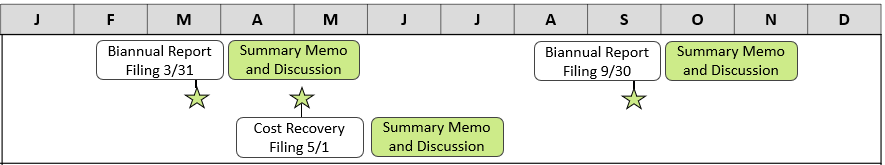 J F M A M J J A S O N D
Biannual Report
Filing 3/31
Summary Memo
and Discussion
Biannual Report
Filing 9/30
Summary Memo
and Discussion
Cost Recovery
Filing 5/1
Summary Memo
and Discussion